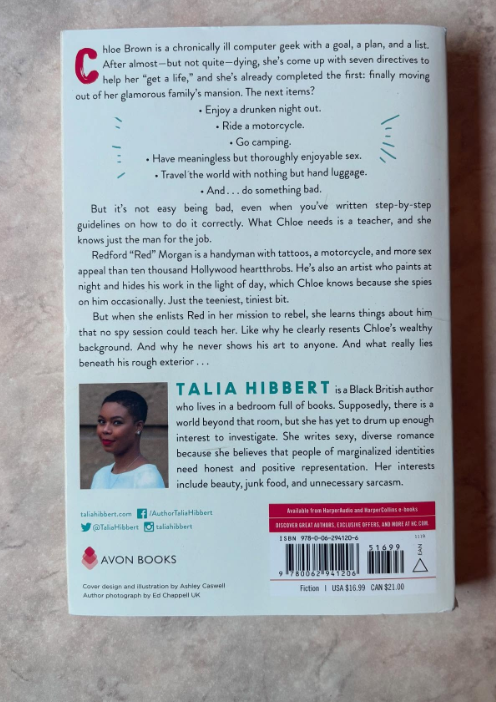 Chloe Brown is a chronically ill computer geek with a goal, a plan, and a list.
After almost—but not quite—dying, she's come up with seven directives to
help her "get a life," and she's already completed the first: finally moving
out of her glamorous family's mansion. The next items?
• Enjoy a drunken night out.
• Ride a motorcycle.
• Go camping.
• Have meaningless but thoroughly enjoyable sex.
• Travel the world with nothing but hand luggage.
• And . . . do something bad.
But it's not easy being bad, even when you've written step-by-step
guidelines on how to do it correctly. What Chloe needs is a teacher, and she
knows just the man for the job.
Redford "Red" Morgan is a handyman with tattoos, a motorcycle, and more sex
appeal than ten thousand Hollywood heartthrobs. He's also an artist who paints at
night and hides his work in the light of day, which Chloe knows because she spies
on him occasionally. Just the teeniest, tiniest bit.
But when she enlists Red in her mission to rebel, she learns things about him
that no spy session could teach her. Like why he clearly resents Chloe's wealthy
background. And why he never shows his art to anyone. And what really lies
beneath his rough exterior . . .
TALIA HIBBERT is a Black British author
who lives in a bedroom full of books. Supposedly, there is a
world beyond that room, but she has yet to drum up enough
interest to investigate. She writes sexy, diverse romance
because she believes that people of marginalized identities
need honest and positive representation. Her interests
include beauty, junk food, and unnecessary sarcasm.
taliahibbert.com /AuthorTaliaHibbert
@TaliaHibbert taliahibbert
AVON BOOKS
Cover design and illustration by Ashley Caswell
Author photograph by Ed Chappell UK
Available from HarperAudio and HarperCollins e-books
DISCOVER GREAT AUTHORS, EXCLUSIVE OFFERS, AND MORE AT HC.COM.
ISBN 978-0-06-294120-6
51699
9 780062 941206
EAN
Fiction | USA $16.99 CAN $21.00